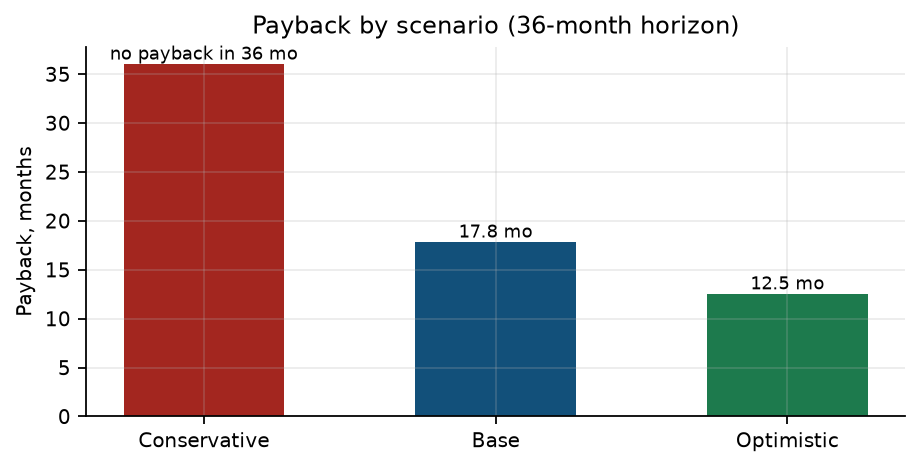 Payback by scenario (36-month horizon)
no payback in 36 mo
17.8 mo
12.5 mo
Payback, months
35
30
25
20
15
10
5
0
Conservative
Base
Optimistic